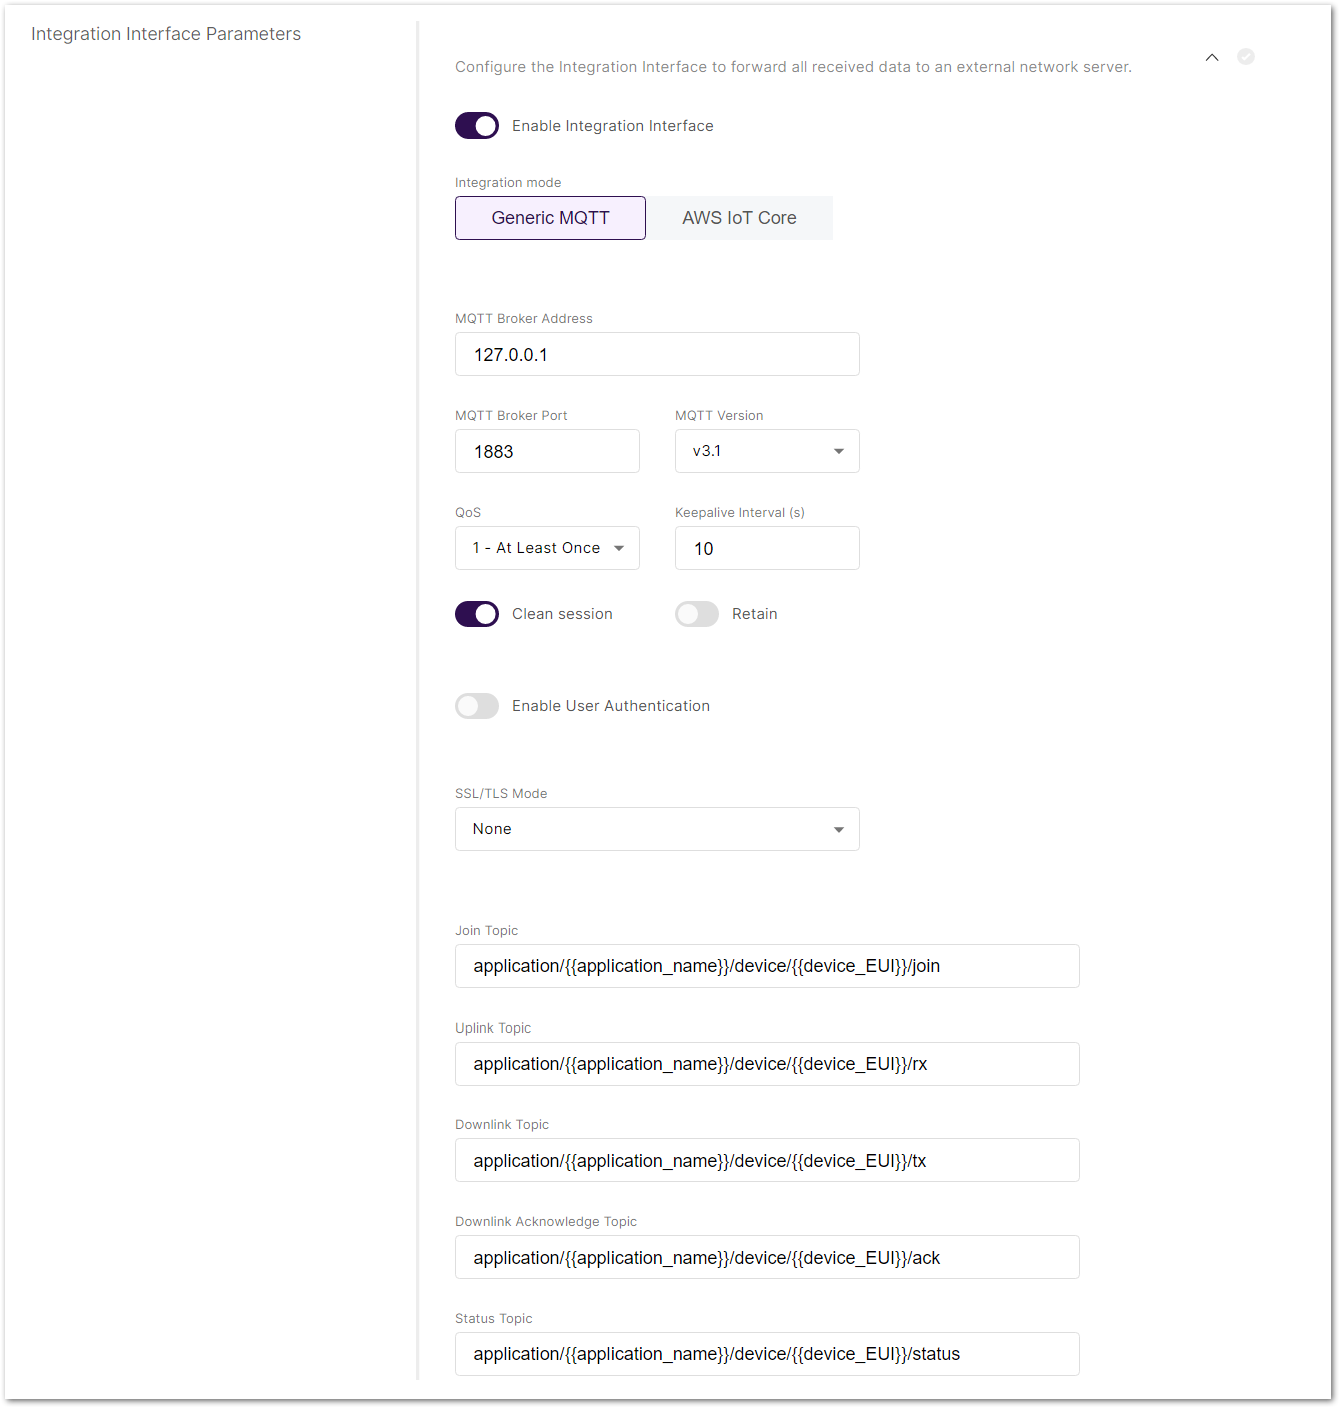 Integration Interface Parameters
Configure the Integration Interface to forward all received data to an external network server.
Enable Integration Interface
Integration mode
Generic MQTT
AWS IoT Core
MQTT Broker Address
127.0.0.1
MQTT Broker Port
MQTT Version
1883
v3.1
QoS
Keepalive Interval (s)
1 - At Least Once
10
Clean session
Retain
Enable User Authentication
SSL/TLS Mode
None
Join Topic
application/{{application_name}}/device/{{device_EUI}}/join
Uplink Topic
application/{{application_name}}/device/{{device_EUI}}/rx
Downlink Topic
application/{{application_name}}/device/{{device_EUI}}/tx
Downlink Acknowledge Topic
application/{{application_name}}/device/{{device_EUI}}/ack
Status Topic
application/{{application_name}}/device/{{device_EUI}}/status